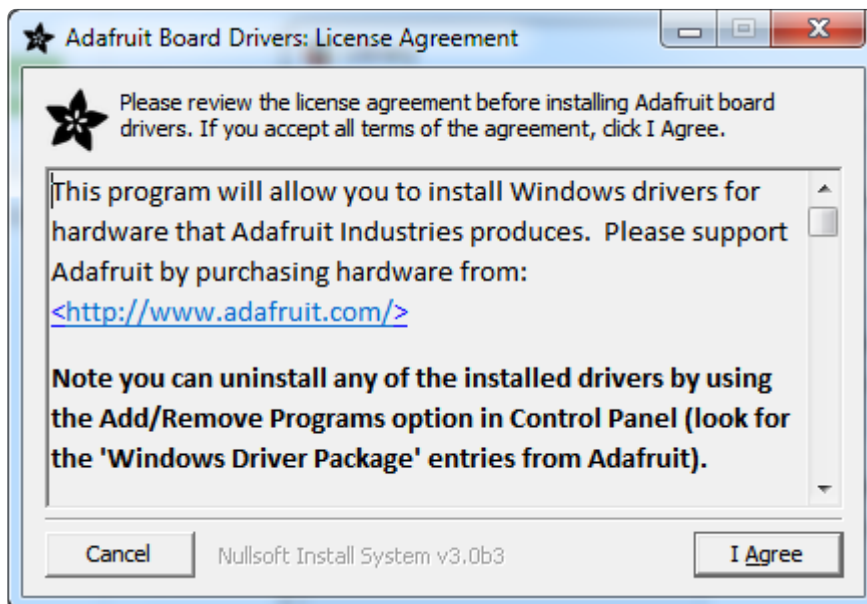 Adafruit Board Drivers: License Agreement
Please review the license agreement before installing Adafruit board
drivers. If you accept all terms of the agreement, click I Agree.
This program will allow you to install Windows drivers for
hardware that Adafruit Industries produces.  Please support
Adafruit by purchasing hardware from:
<http://www.adafruit.com/>
Note you can uninstall any of the installed drivers by using
the Add/Remove Programs option in Control Panel (look for
the 'Windows Driver Package' entries from Adafruit).
Cancel Nullsoft Install System v3.0b3 I Agree